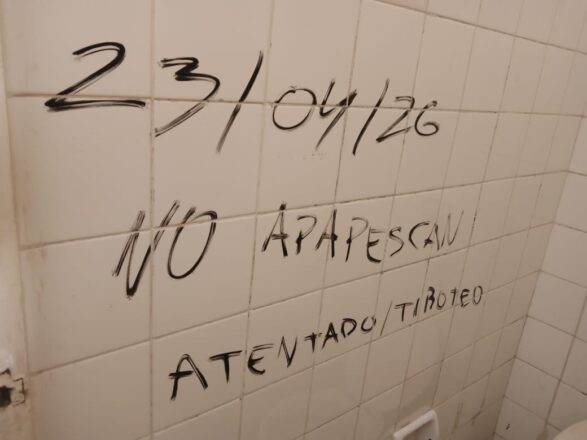 23/04/26
NO APAPESCAN
ATENTADO/TIROTEO